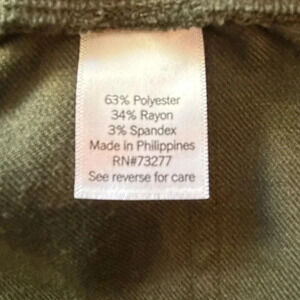 63% Polyester
34% Rayon
3% Spandex
Made in Philippines
RN#73277
See reverse for care